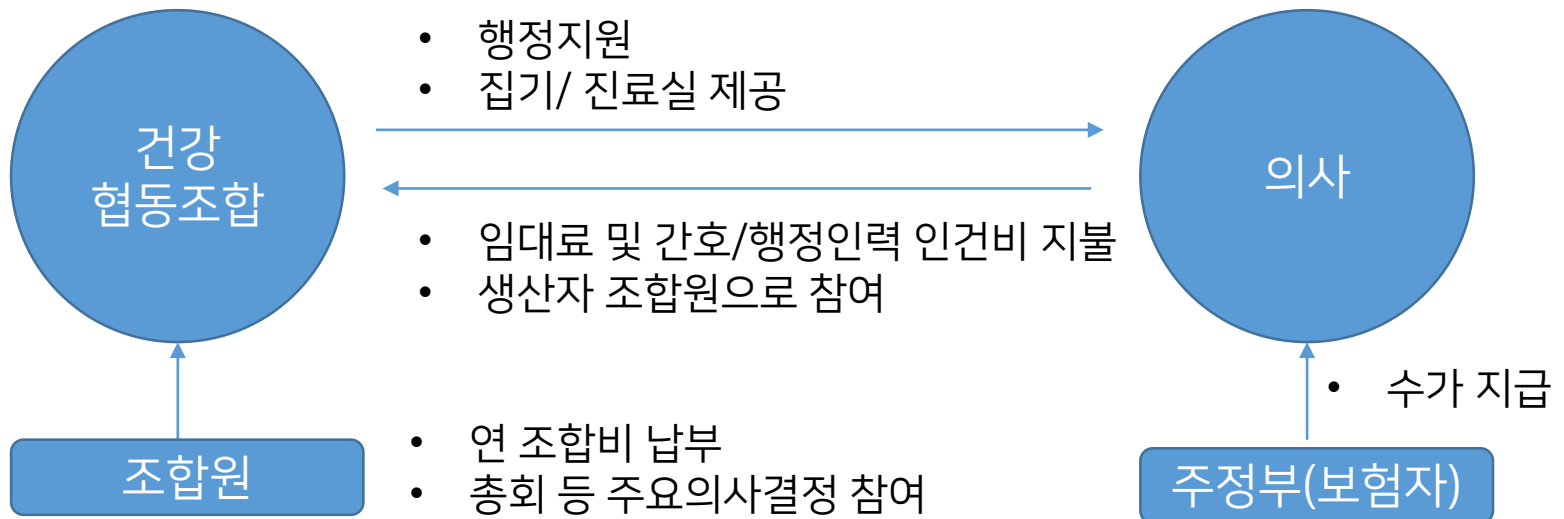 • 행정지원
• 집기/ 진료실 제공
건강
협동조합
의사
• 임대료 및 간호/행정인력 인건비 지불
• 생산자 조합원으로 참여
• 수가 지급
• 연 조합비 납부
• 총회 등 주요의사결정 참여
조합원
주정부(보험자)